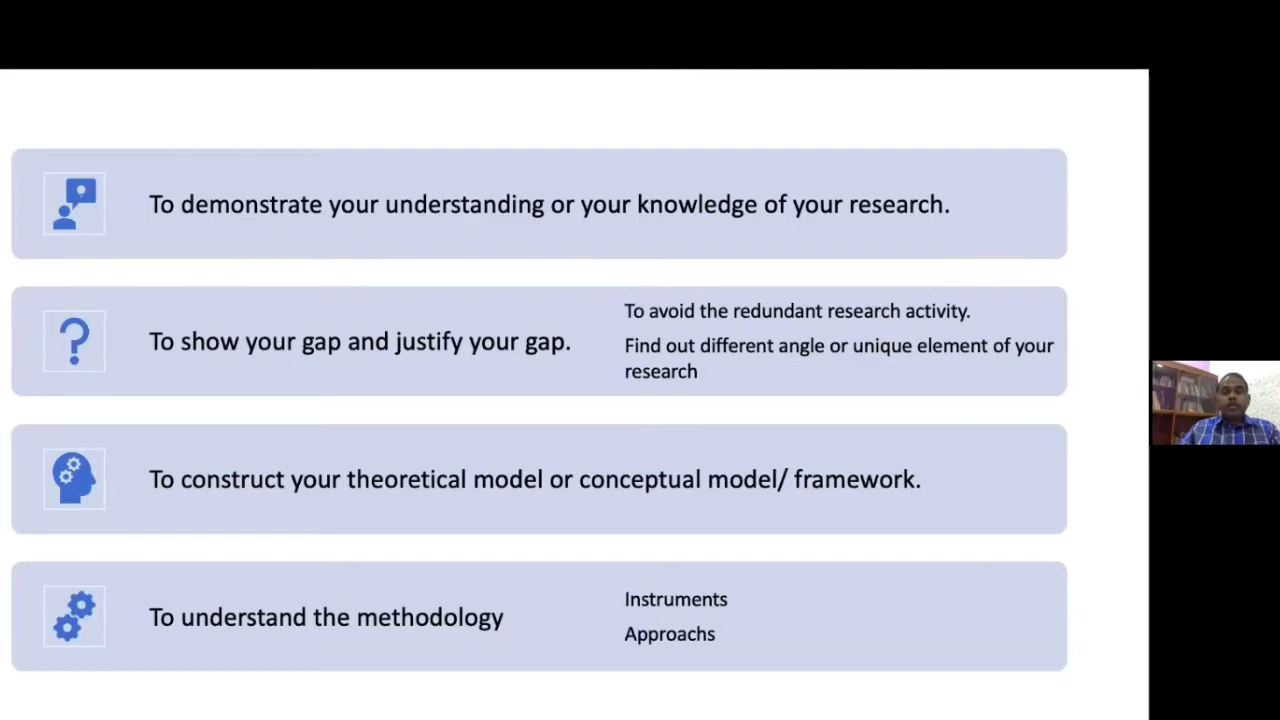 To demonstrate your understanding or your knowledge of your research.
To show your gap and justify your gap.
To avoid the redundant research activity.
Find out different angle or unique element of your
research
To construct your theoretical model or conceptual model/ framework.
To understand the methodology
Instruments
Approachs